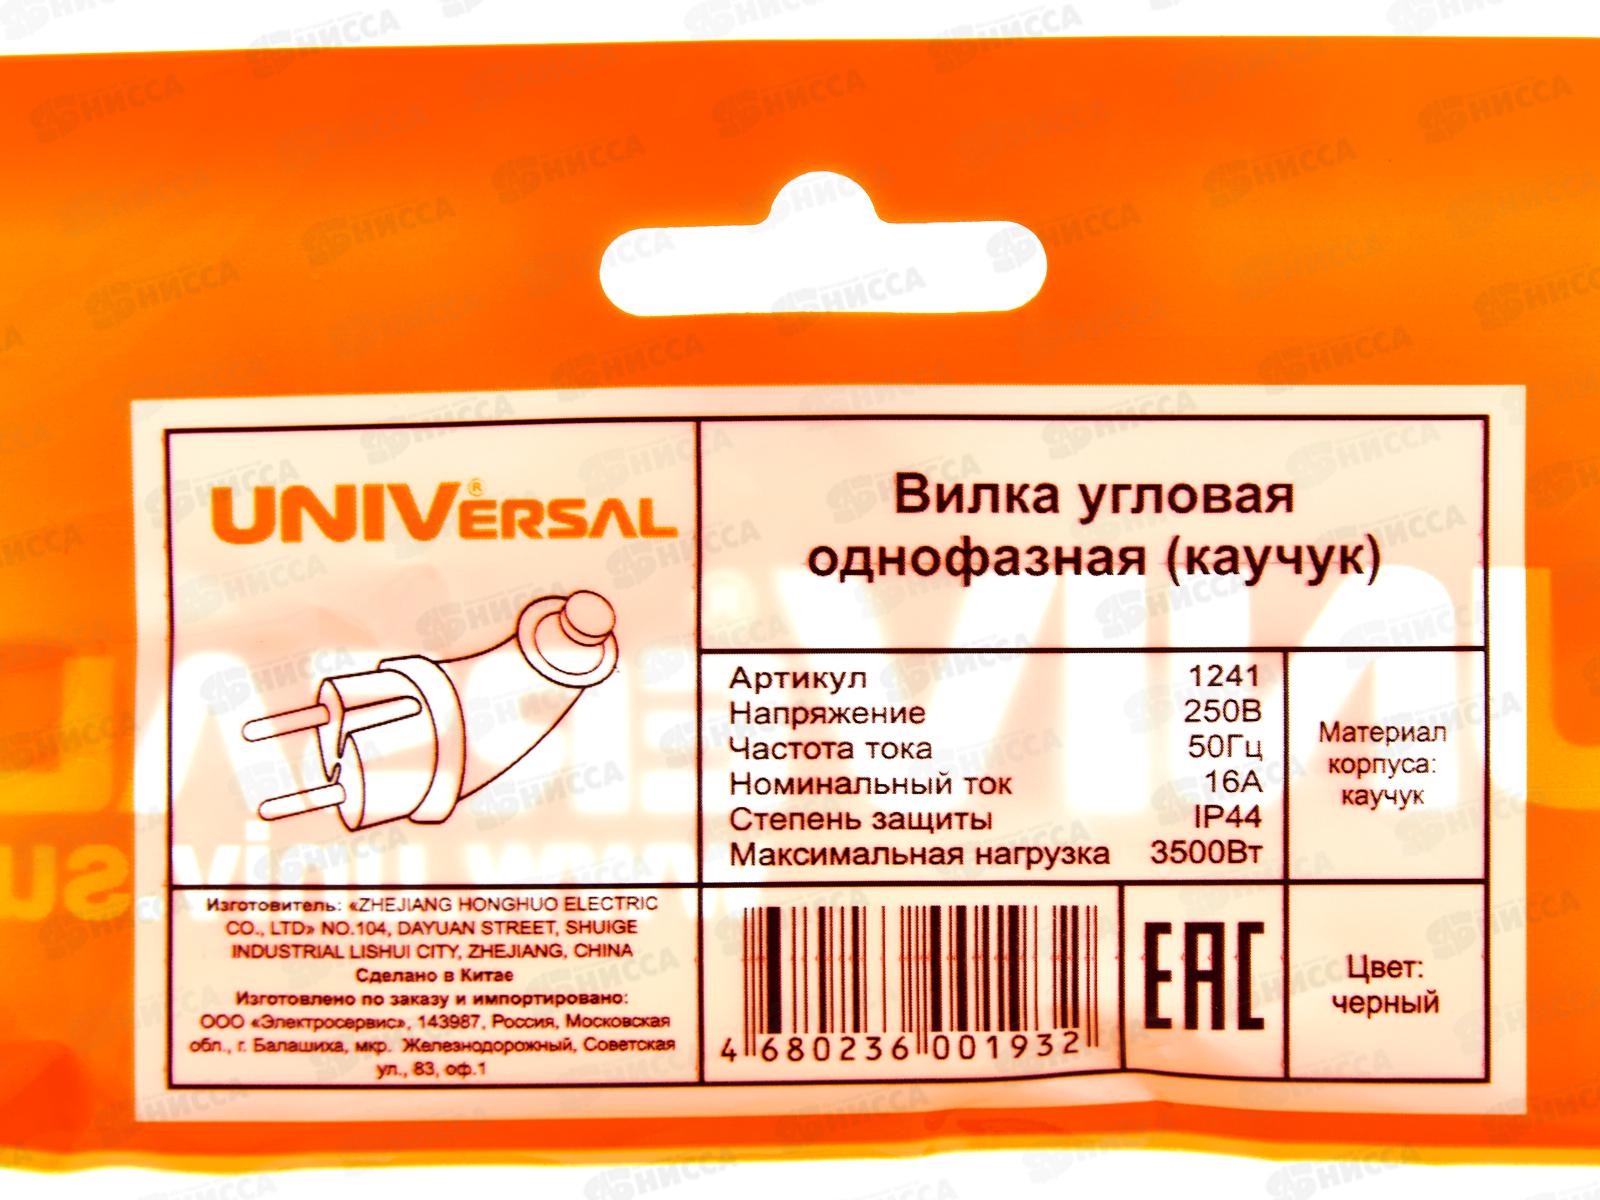 UNIVERSAL®
Вилка угловая
однофазная (каучук)
Артикул 1241
Напряжение 250В
Частота тока 50Гц
Номинальный ток 16А
Степень защиты IP44
Максимальная нагрузка 3500Вт
Материал
корпуса:
каучук
Изготовитель: «ZHEJIANG HONGHUO ELECTRIC
CO., LTD» NO.104, DAYUAN STREET, SHUIGE
INDUSTRIAL LISHUI CITY, ZHEJIANG, CHINA
Сделано в Китае
Изготовлено по заказу и импортировано:
ООО «Электросервис», 143987, Россия, Московская
обл., г. Балашиха, мкр. Железнодорожный, Советская
ул., 83, оф.1
4 680236 001932
EAC
Цвет:
черный
НИССА